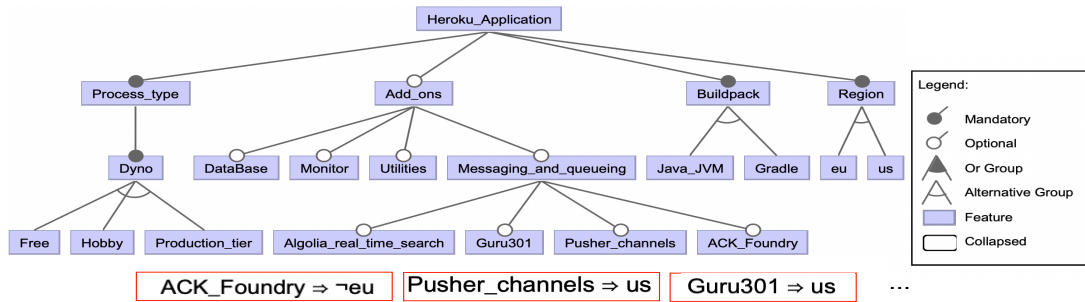 Heroku_Application
Process_type Add_ons Buildpack Region
Dyno DataBase Monitor Utilities Messaging_and_queueing Java_JVM Gradle eu us
Free Hobby Production_tier Algolia_real_time_search Guru301 Pusher_channels ACK_Foundry
Legend:
Mandatory
Optional
Or Group
Alternative Group
Feature
Collapsed
ACK_Foundry ⇒ ¬eu Pusher_channels ⇒ us Guru301 ⇒ us ...